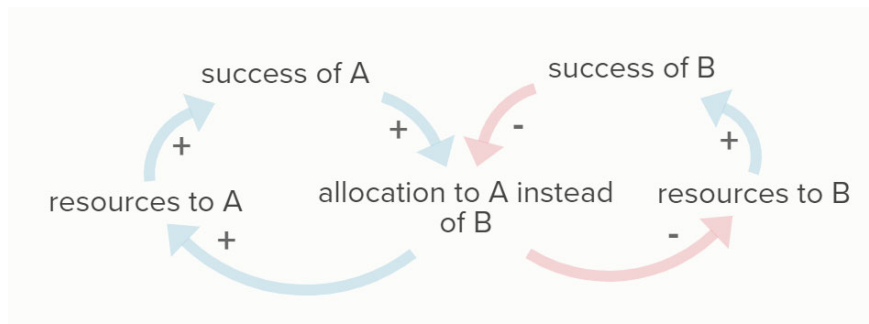 success of A
success of B
+
+
-
+
resources to A
allocation to A instead
of B
resources to B
+
-